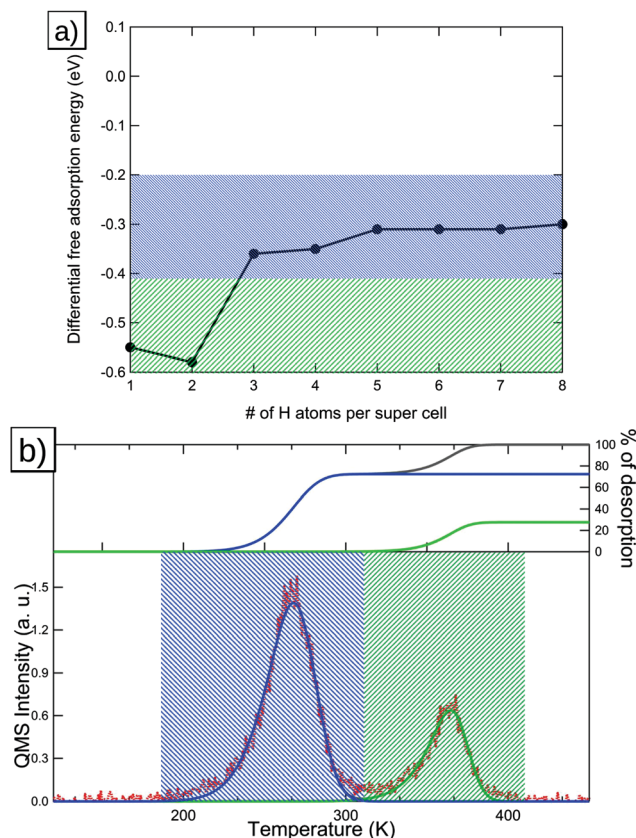 a)
Differential free adsorption energy (eV)
0.1
0.0
-0.1
-0.2
-0.3
-0.4
-0.5
-0.6
1 2 3 4 5 6 7 8
# of H atoms per super cell
b)
% of desorption
100
80
60
40
20
0
QMS Intensity (a. u.)
1.5
1.2
0.9
0.6
0.3
0.0
200 300 400
Temperature (K)